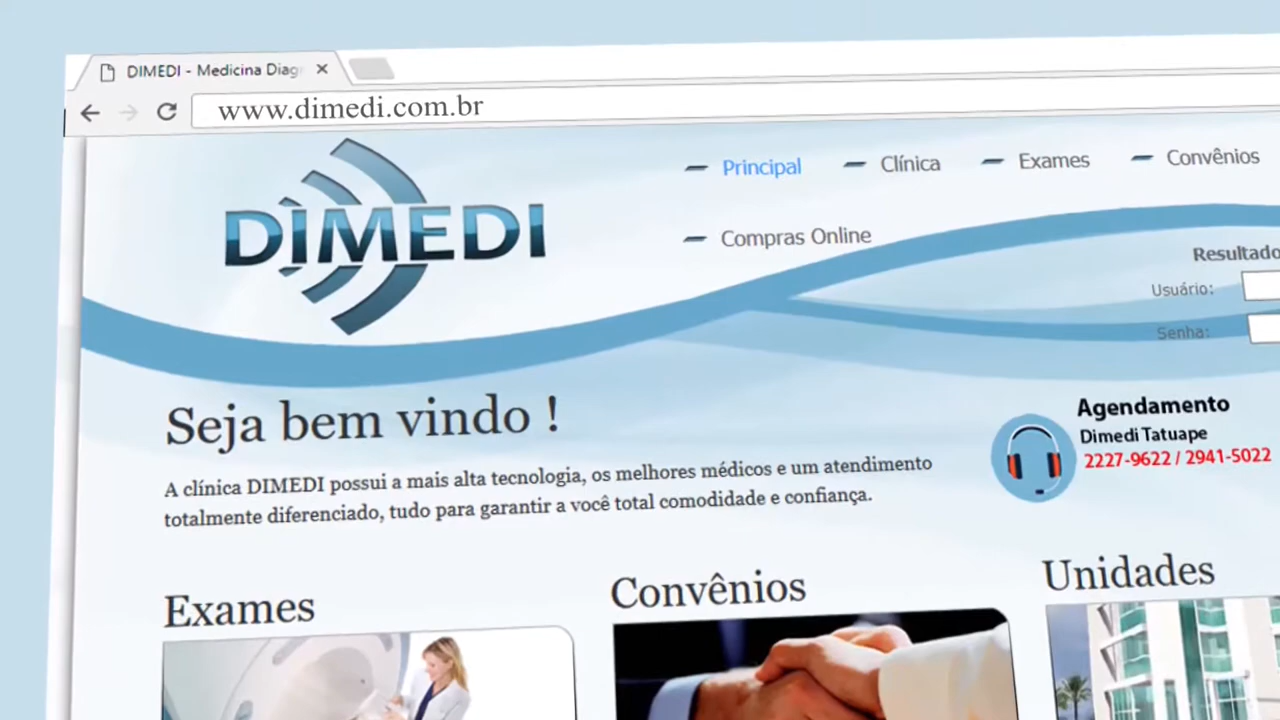 DIMEDI - Medicina Diag
www.dimedi.com.br
DIMEDI
Principal
Clínica
Exames
Convênios
Compras Online
Resultado
Usuário:
Senha:
Seja bem vindo !
A clínica DIMEDI possui a mais alta tecnologia, os melhores médicos e um atendimento
totalmente diferenciado, tudo para garantir a você total comodidade e confiança.
Agendamento
Dimedi Tatuape
2227-9622 / 2941-5022
Exames
Convênios
Unidades